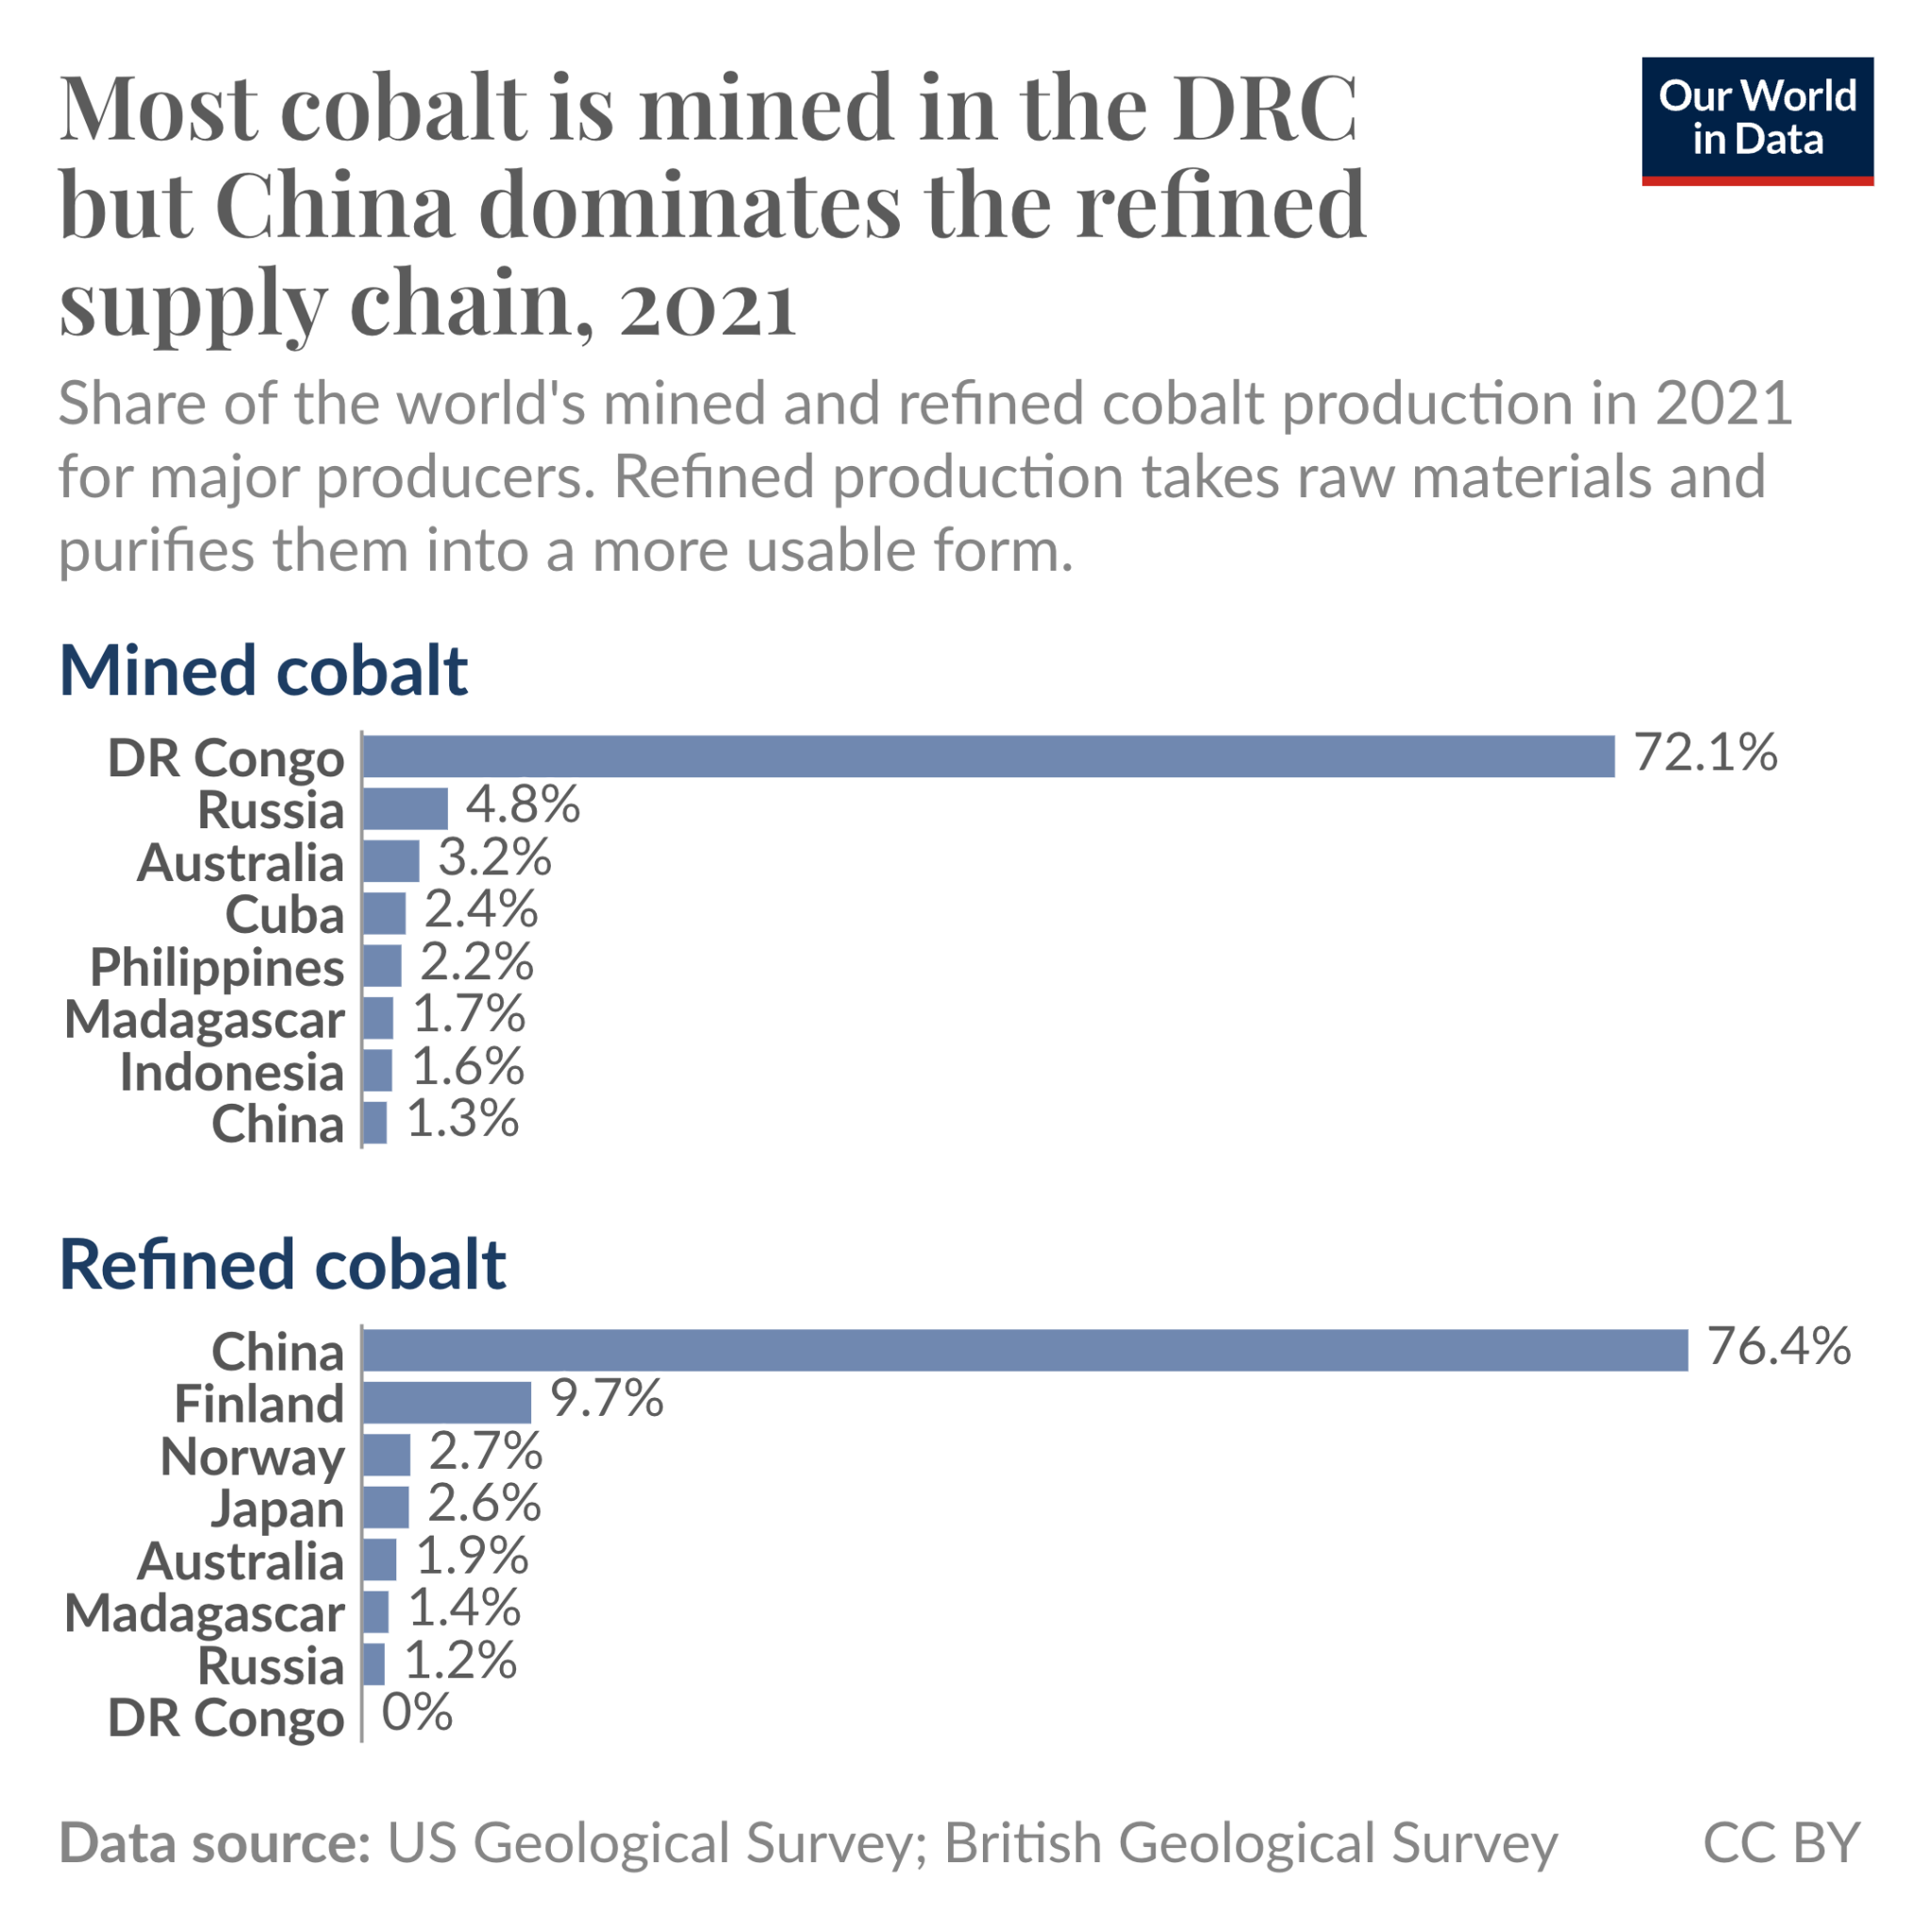 Most cobalt is mined in the DRC
but China dominates the refined
supply chain, 2021
Our World
in Data
Share of the world's mined and refined cobalt production in 2021
for major producers. Refined production takes raw materials and
purifies them into a more usable form.
Mined cobalt
DR Congo 72.1%
Russia 4.8%
Australia 3.2%
Cuba 2.4%
Philippines 2.2%
Madagascar 1.7%
Indonesia 1.6%
China 1.3%
Refined cobalt
China 76.4%
Finland 9.7%
Norway 2.7%
Japan 2.6%
Australia 1.9%
Madagascar 1.4%
Russia 1.2%
DR Congo 0%
Data source: US Geological Survey; British Geological Survey CC BY